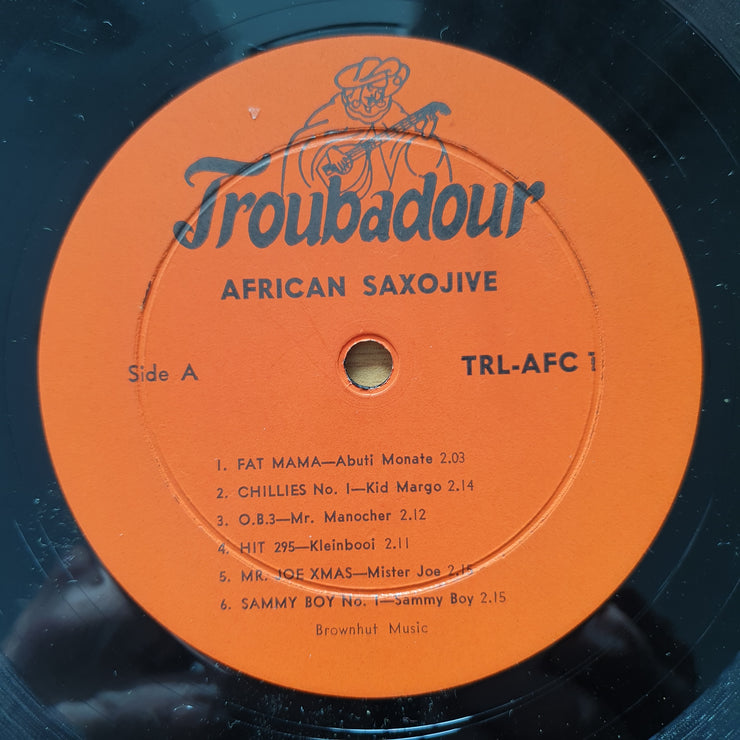 Troubadour
AFRICAN SAXOJIVE
Side A
TRL-AFC 1
1. FAT MAMA—Abuti Monate 2.03
2. CHILLIES No. 1—Kid Margo 2.14
3. O.B.3—Mr. Manocher 2.12
4. HIT 295—Kleinbooi 2.11
5. MR. JOE XMAS—Mister Joe 2.15
6. SAMMY BOY No. 1—Sammy Boy 2.15
Brownhut Music